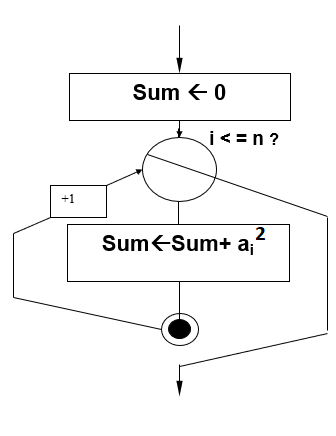 Sum ← 0
i < = n ?
+1
Sum←Sum+ aᵢ²